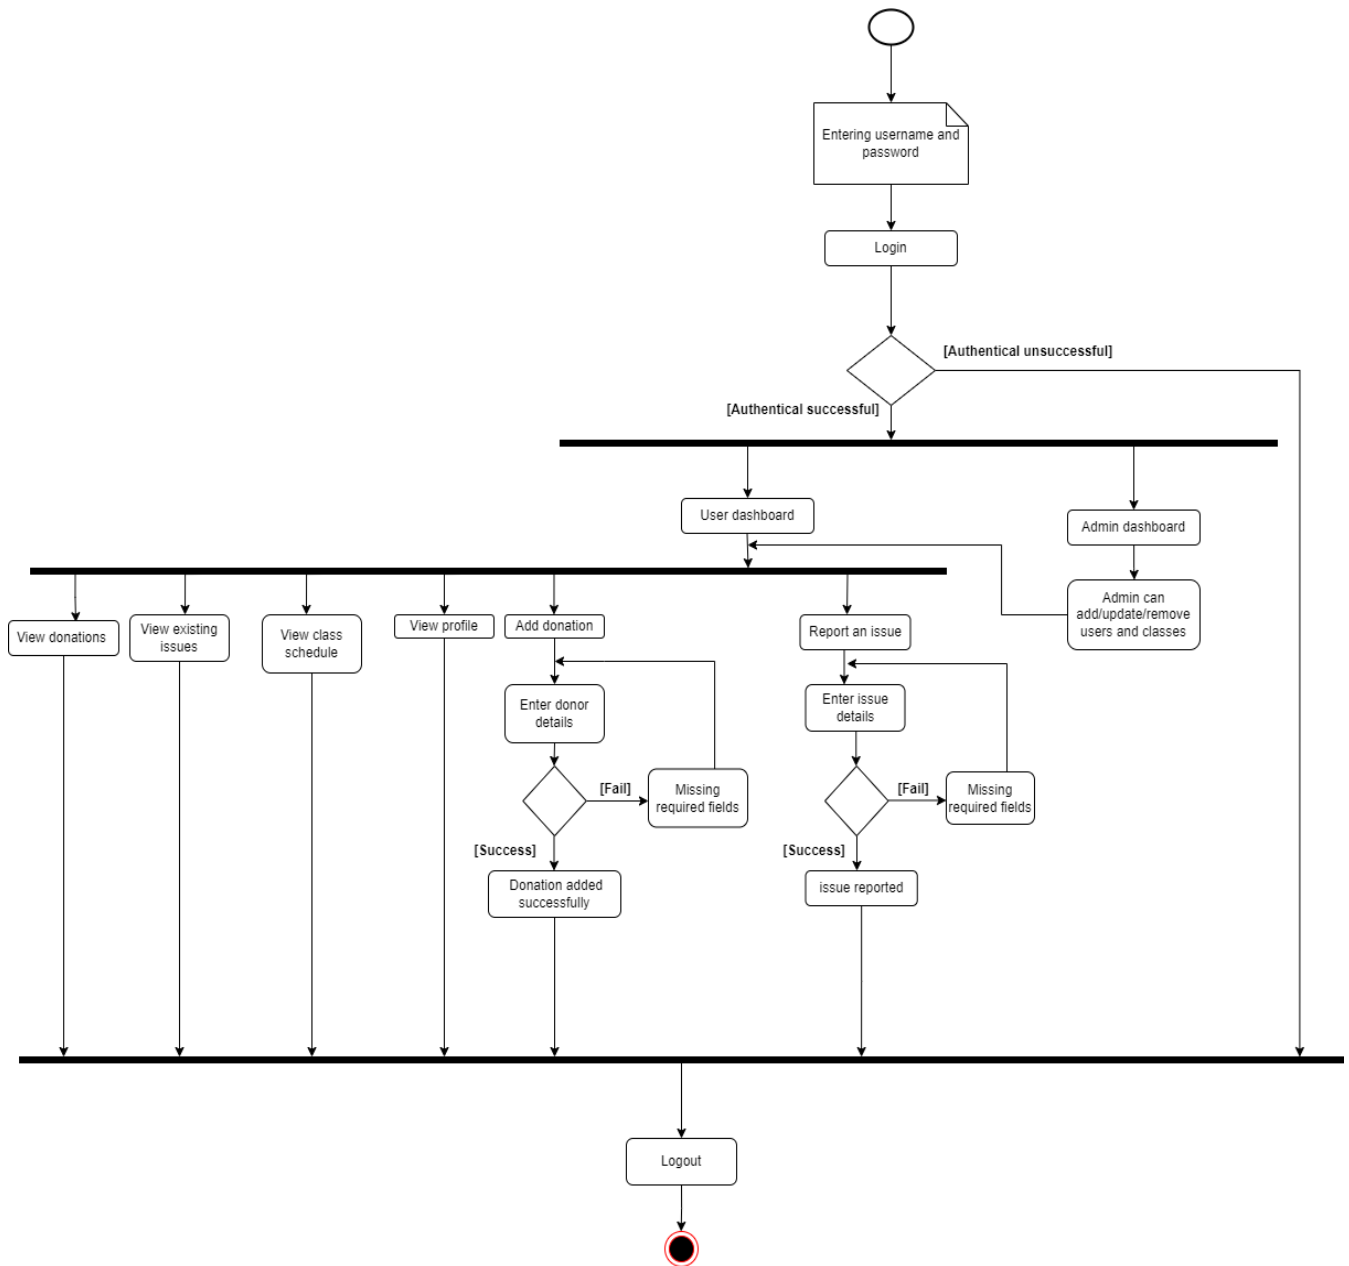 Entering username and
password
Login
[Authentical unsuccessful]
[Authentical successful]
User dashboard
Admin dashboard
Admin can
add/update/remove
users and classes
View donations
View existing
issues
View class
schedule
View profile
Add donation
Report an issue
Enter donor
details
Enter issue
details
[Fail]
Missing
required fields
[Fail]
Missing
required fields
[Success]
[Success]
Donation added
successfully
issue reported
Logout